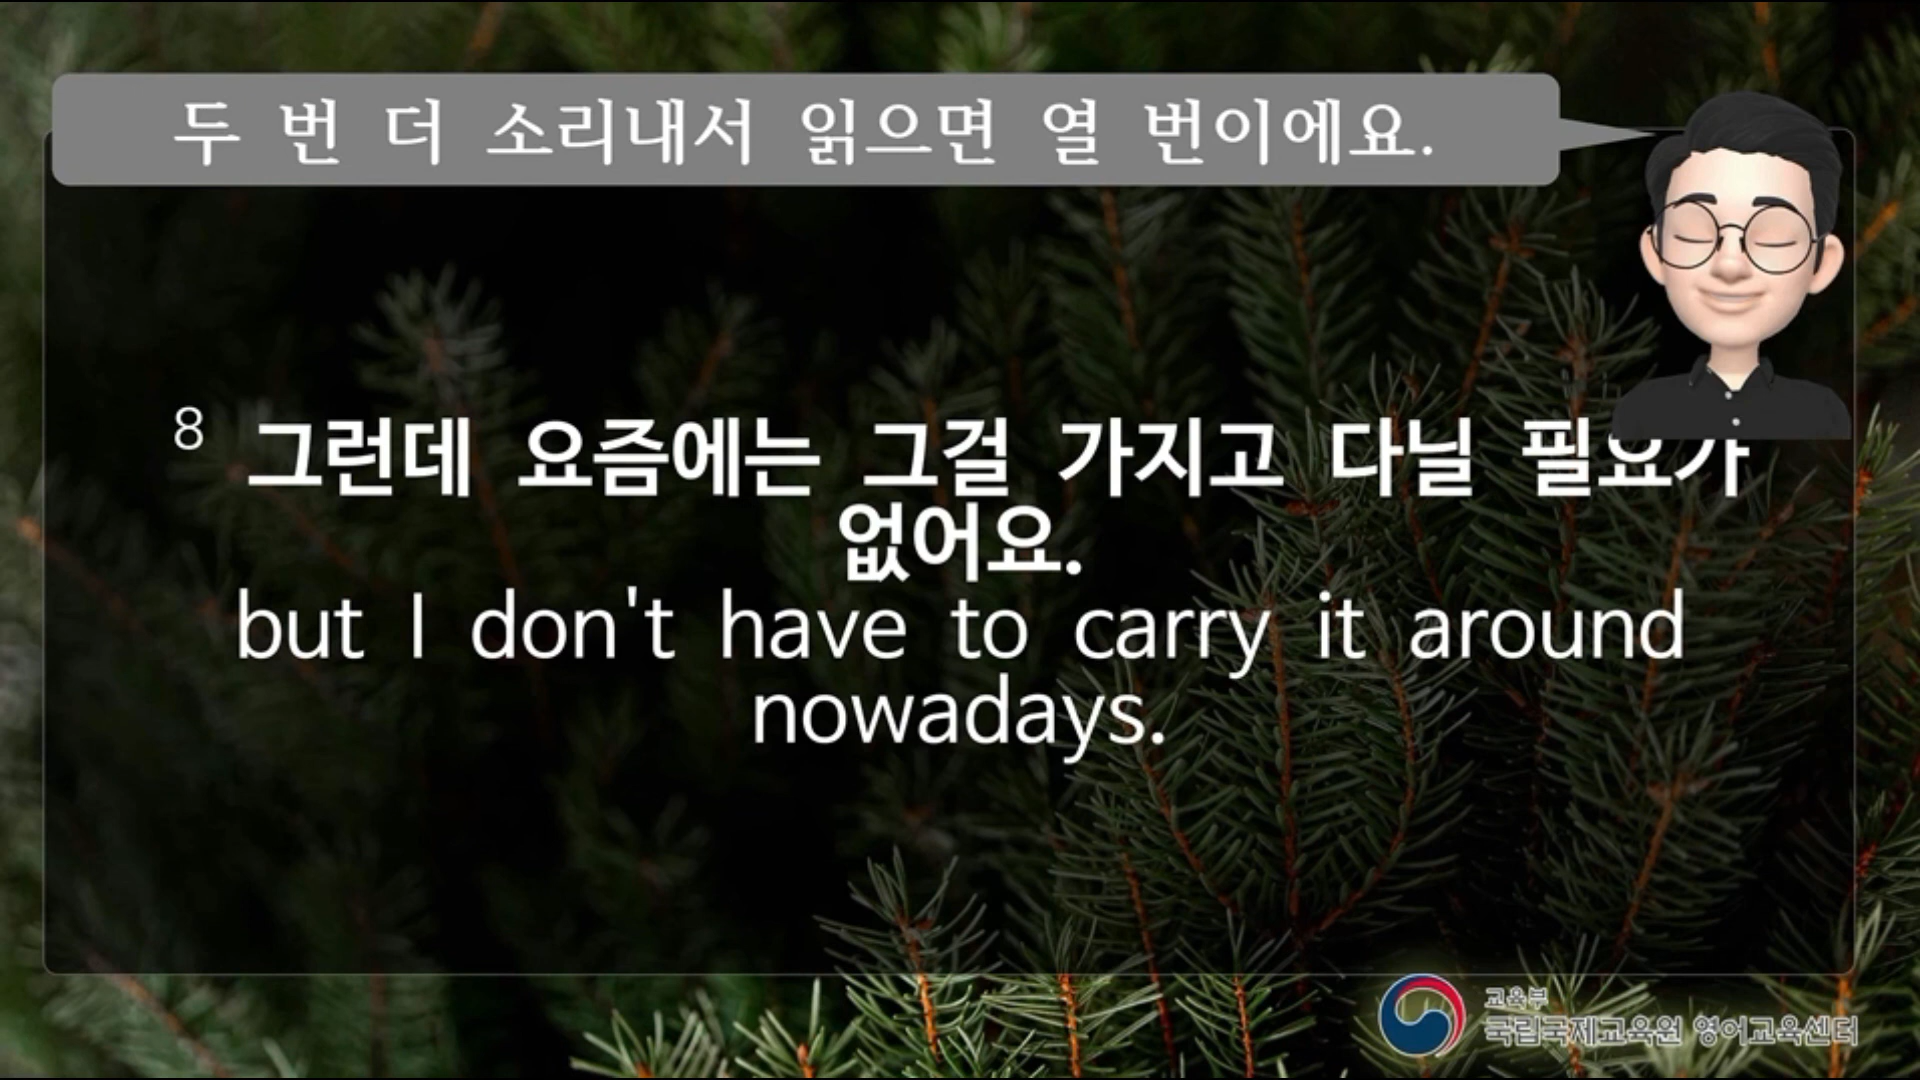 두 번 더 소리내서 읽으면 열 번이에요.
8 그런데 요즘에는 그걸 가지고 다닐 필요가
없어요.
but I don't have to carry it around
nowadays.
교육부
국립국제교육원 영어교육센터